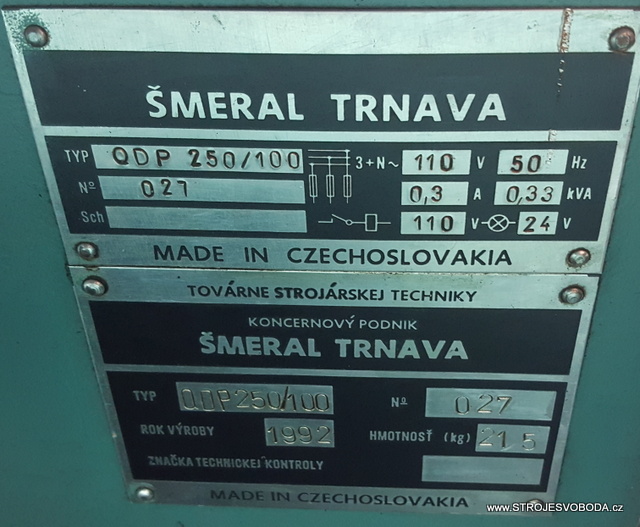 ŠMERAL TRNAVA
TYP QDP 250/100 3+N~ 110 V 50 Hz
Nº 027 0,3 A 0,33 kVA
Sch 110 V 24 V
MADE IN CZECHOSLOVAKIA
TOVÁRNE STROJÁRSKEJ TECHNIKY
KONCERNOVÝ PODNIK
ŠMERAL TRNAVA
TYP QDP250/100 Nº 027
ROK VÝROBY 1992 HMOTNOSŤ (kg) 215
ZNAČKA TECHNICKEJ KONTROLY
MADE IN CZECHOSLOVAKIA
www.STROJESVOBODA.cz